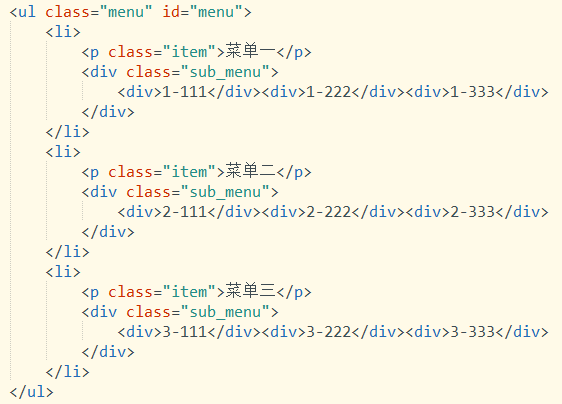 <ul class="menu" id="menu">
    <li>
        <p class="item">菜单一</p>
        <div class="sub_menu">
            <div>1-111</div><div>1-222</div><div>1-333</div>
        </div>
    </li>
    <li>
        <p class="item">菜单二</p>
        <div class="sub_menu">
            <div>2-111</div><div>2-222</div><div>2-333</div>
        </div>
    </li>
    <li>
        <p class="item">菜单三</p>
        <div class="sub_menu">
            <div>3-111</div><div>3-222</div><div>3-333</div>
        </div>
    </li>
</ul>